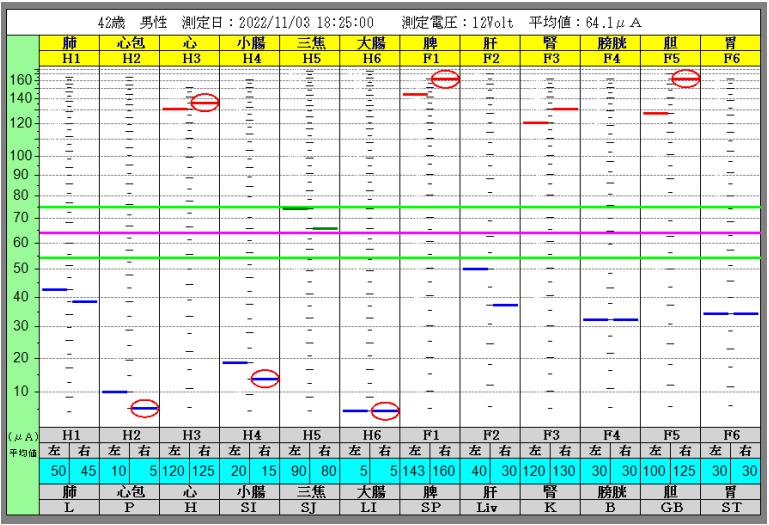 42歳 男性 測定日：2022/11/03 18:25:00 測定電圧：12Volt 平均値：64.1μA
肺 心包 心 小腸 三焦 大腸 脾 肝 腎 膀胱 胆 胃
H1 H2 H3 H4 H5 H6 F1 F2 F3 F4 F5 F6
160
140
120
100
90
80
70
60
50
40
30
20
10
(μA) H1 H2 H3 H4 H5 H6 F1 F2 F3 F4 F5 F6
平均値 左 右 左 右 左 右 左 右 左 右 左 右 左 右 左 右 左 右 左 右 左 右 左 右
50 45 10 5 120 125 20 15 90 80 5 5 143 160 40 30 120 130 30 30 100 125 30 30
肺 心包 心 小腸 三焦 大腸 脾 肝 腎 膀胱 胆 胃
L P H SI SJ LI SP Liv K B GB ST